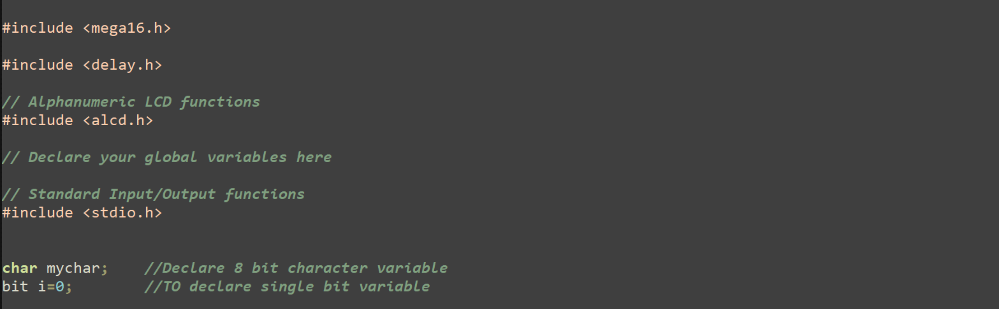 #include <mega16.h>
#include <delay.h>
// Alphanumeric LCD functions
#include <alcd.h>
// Declare your global variables here
// Standard Input/Output functions
#include <stdio.h>
char mychar;    //Declare 8 bit character variable
bit i=0;        //TO declare single bit variable